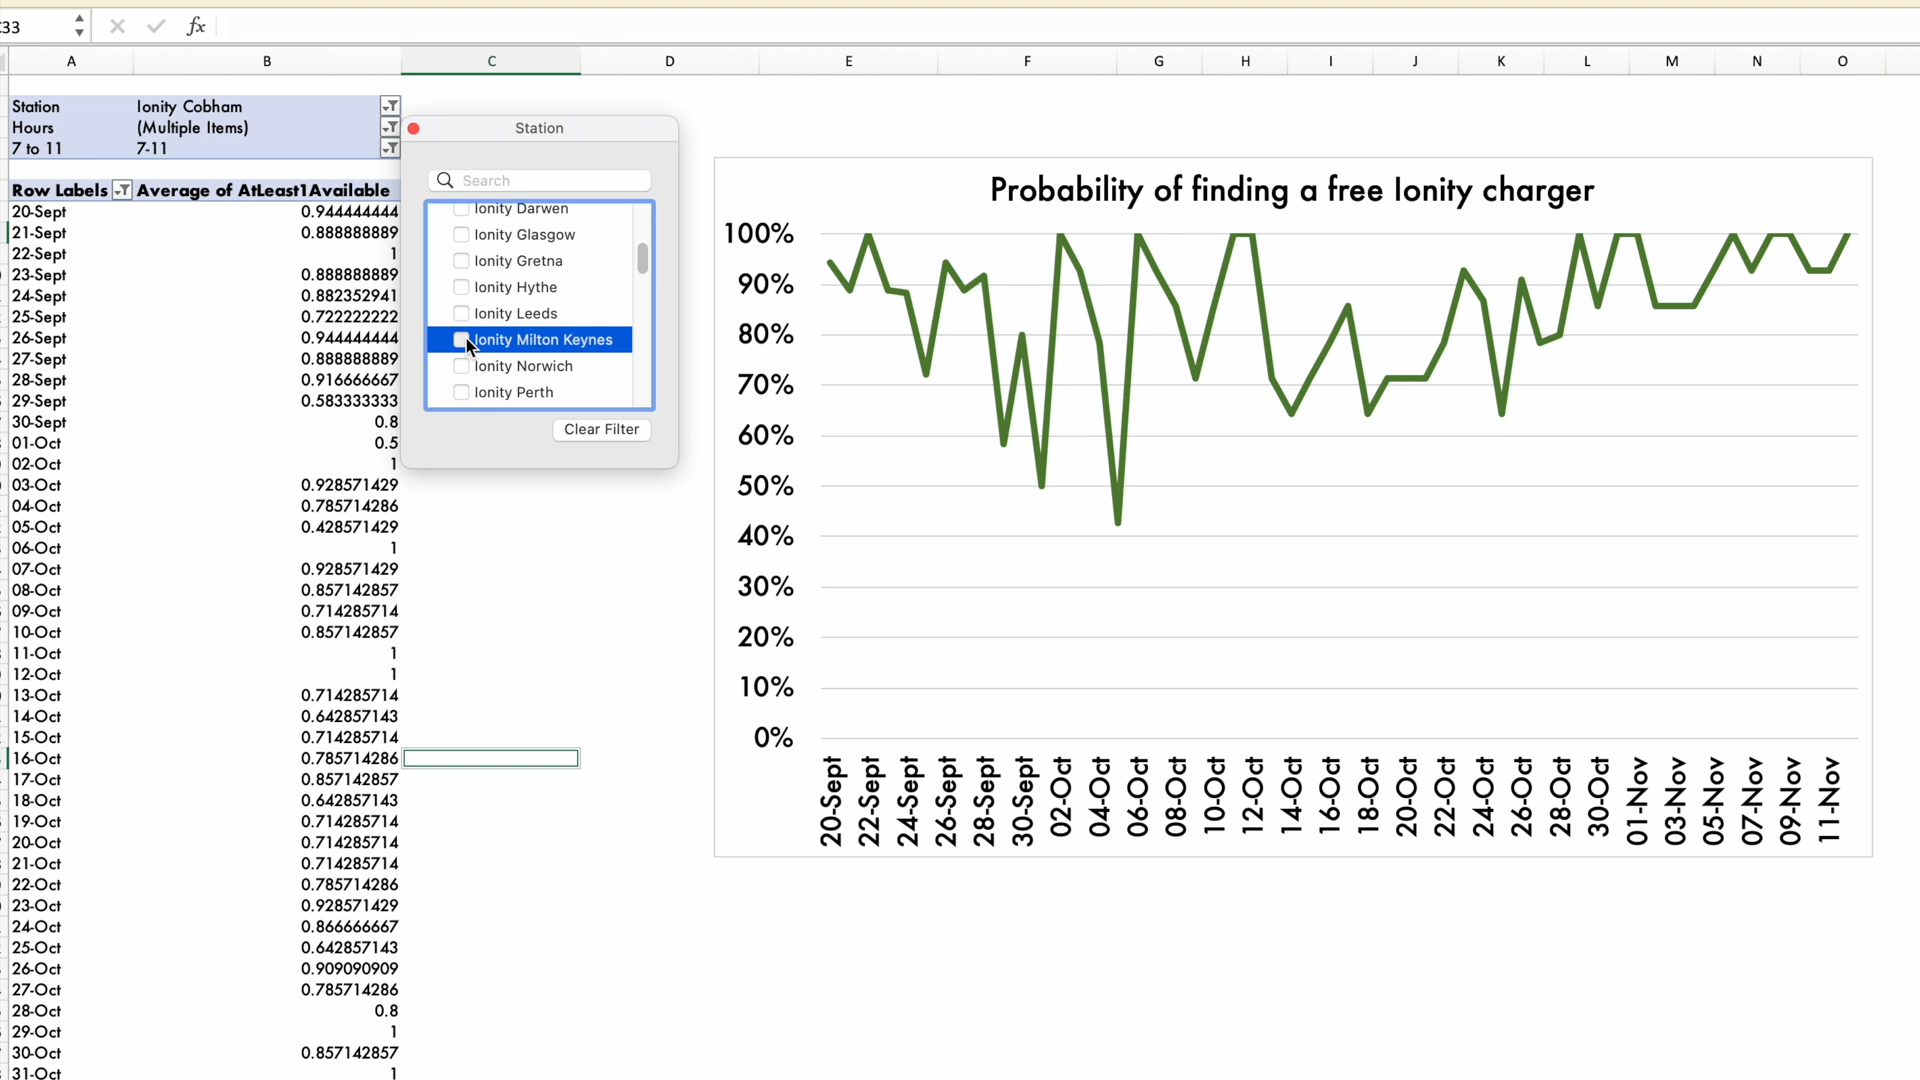 33
fx
A B C D E F G H I J K L M N O
Station Ionity Cobham
Hours (Multiple Items)
7 to 11 7-11
Row Labels Average of AtLeast1Available
20-Sept 0.944444444
21-Sept 0.888888889
22-Sept 1
23-Sept 0.888888889
24-Sept 0.882352941
25-Sept 0.722222222
26-Sept 0.944444444
27-Sept 0.888888889
28-Sept 0.916666667
29-Sept 0.583333333
30-Sept 0.8
01-Oct 0.5
02-Oct 1
03-Oct 0.928571429
04-Oct 0.785714286
05-Oct 0.428571429
06-Oct 1
07-Oct 0.928571429
08-Oct 0.857142857
09-Oct 0.714285714
10-Oct 0.857142857
11-Oct 1
12-Oct 1
13-Oct 0.714285714
14-Oct 0.642857143
15-Oct 0.714285714
16-Oct 0.785714286
17-Oct 0.857142857
18-Oct 0.642857143
19-Oct 0.714285714
20-Oct 0.714285714
21-Oct 0.714285714
22-Oct 0.785714286
23-Oct 0.928571429
24-Oct 0.866666667
25-Oct 0.642857143
26-Oct 0.909090909
27-Oct 0.785714286
28-Oct 0.8
29-Oct 1
30-Oct 0.857142857
31-Oct 1
Station
Search
Ionity Darwen
Ionity Glasgow
Ionity Gretna
Ionity Hythe
Ionity Leeds
Ionity Milton Keynes
Ionity Norwich
Ionity Perth
Clear Filter
Probability of finding a free Ionity charger
100%
90%
80%
70%
60%
50%
40%
30%
20%
10%
0%
20-Sept
22-Sept
24-Sept
26-Sept
28-Sept
30-Sept
02-Oct
04-Oct
06-Oct
08-Oct
10-Oct
12-Oct
14-Oct
16-Oct
18-Oct
20-Oct
22-Oct
24-Oct
26-Oct
28-Oct
30-Oct
01-Nov
03-Nov
05-Nov
07-Nov
09-Nov
11-Nov